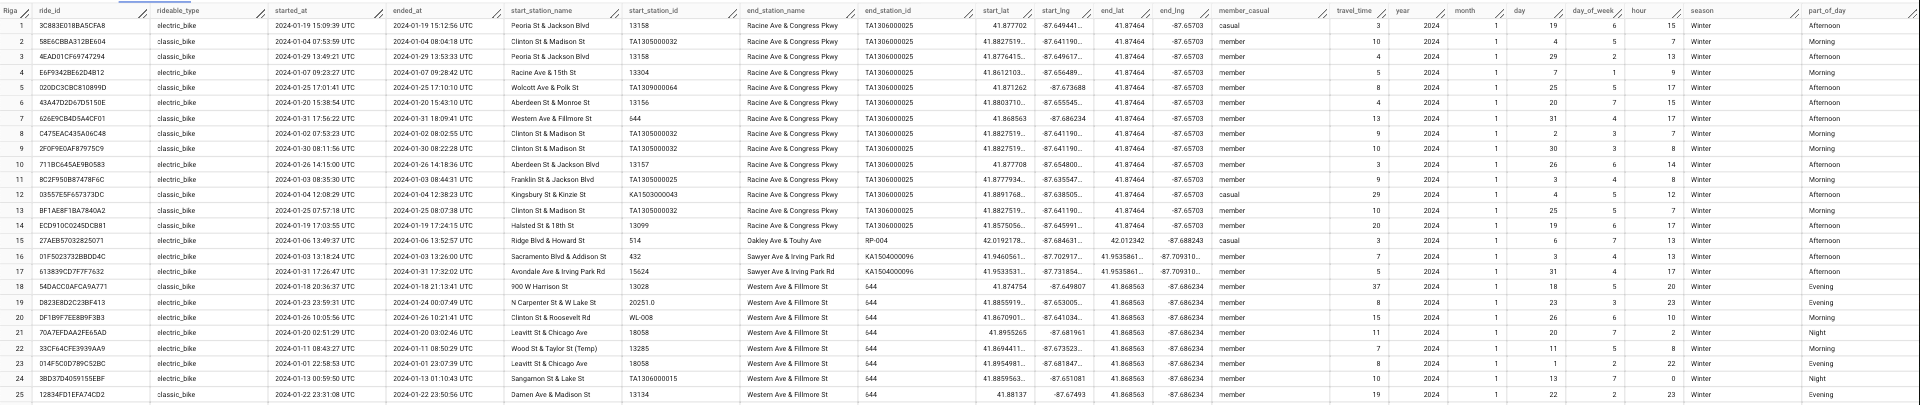 Riga ride_id rideable_type started_at ended_at start_station_name start_station_id end_station_name end_station_id start_lat start_lng end_lat end_lng member_casual travel_time year month day day_of_week hour season part_of_day
1 3C883E018BA5CFA8 electric_bike 2024-01-19 15:09:39 UTC 2024-01-19 15:12:56 UTC Peoria St & Jackson Blvd 13158 Racine Ave & Congress Pkwy TA1306000025 41.877702 -87.649441... 41.87464 -87.65703 casual 3 2024 1 19 6 15 Winter Afternoon
2 58E6CBBA312BE604 classic_bike 2024-01-04 07:53:59 UTC 2024-01-04 08:04:18 UTC Clinton St & Madison St TA1305000032 Racine Ave & Congress Pkwy TA1306000025 41.8827519... -87.641190... 41.87464 -87.65703 member 10 2024 1 4 5 7 Winter Morning
3 4EAD01CF69747294 classic_bike 2024-01-29 13:49:21 UTC 2024-01-29 13:53:33 UTC Peoria St & Jackson Blvd 13158 Racine Ave & Congress Pkwy TA1306000025 41.8776415... -87.649617... 41.87464 -87.65703 member 4 2024 1 29 2 13 Winter Afternoon
4 E6F9342BE62D4B12 electric_bike 2024-01-07 09:23:27 UTC 2024-01-07 09:28:42 UTC Racine Ave & 15th St 13304 Racine Ave & Congress Pkwy TA1306000025 41.8612103... -87.656489... 41.87464 -87.65703 member 5 2024 1 7 1 9 Winter Morning
5 020DC3CBC810899D classic_bike 2024-01-25 17:01:41 UTC 2024-01-25 17:10:10 UTC Wolcott Ave & Polk St TA1309000064 Racine Ave & Congress Pkwy TA1306000025 41.871262 -87.673688 41.87464 -87.65703 member 8 2024 1 25 5 17 Winter Afternoon
6 43A47D2D67D5150E electric_bike 2024-01-20 15:38:54 UTC 2024-01-20 15:43:10 UTC Aberdeen St & Monroe St 13156 Racine Ave & Congress Pkwy TA1306000025 41.8803710... -87.655545... 41.87464 -87.65703 member 4 2024 1 20 7 15 Winter Afternoon
7 626E9CB4D5A4CF01 classic_bike 2024-01-31 17:56:22 UTC 2024-01-31 18:09:41 UTC Western Ave & Fillmore St 644 Racine Ave & Congress Pkwy TA1306000025 41.868563 -87.686234 41.87464 -87.65703 member 13 2024 1 31 4 17 Winter Afternoon
8 C475EAC435A06C48 classic_bike 2024-01-02 07:53:23 UTC 2024-01-02 08:02:55 UTC Clinton St & Madison St TA1305000032 Racine Ave & Congress Pkwy TA1306000025 41.8827519... -87.641190... 41.87464 -87.65703 member 9 2024 1 2 3 7 Winter Morning
9 2F0F9E0AF87975C9 classic_bike 2024-01-30 08:11:56 UTC 2024-01-30 08:22:28 UTC Clinton St & Madison St TA1305000032 Racine Ave & Congress Pkwy TA1306000025 41.8827519... -87.641190... 41.87464 -87.65703 member 10 2024 1 30 3 8 Winter Morning
10 711BC645AE9B0583 electric_bike 2024-01-26 14:15:00 UTC 2024-01-26 14:18:36 UTC Aberdeen St & Jackson Blvd 13157 Racine Ave & Congress Pkwy TA1306000025 41.877708 -87.654800... 41.87464 -87.65703 member 3 2024 1 26 6 14 Winter Afternoon
11 8C2F950B87478F6C electric_bike 2024-01-03 08:35:30 UTC 2024-01-03 08:44:31 UTC Franklin St & Jackson Blvd TA1305000025 Racine Ave & Congress Pkwy TA1306000025 41.8777934... -87.635547... 41.87464 -87.65703 member 9 2024 1 3 4 8 Winter Morning
12 03557E5F657373DC classic_bike 2024-01-04 12:08:29 UTC 2024-01-04 12:38:23 UTC Kingsbury St & Kinzie St KA1503000043 Racine Ave & Congress Pkwy TA1306000025 41.8891768... -87.638505... 41.87464 -87.65703 casual 29 2024 1 4 5 12 Winter Afternoon
13 BF1AE8F1BA7840A2 electric_bike 2024-01-25 07:57:18 UTC 2024-01-25 08:07:38 UTC Clinton St & Madison St TA1305000032 Racine Ave & Congress Pkwy TA1306000025 41.8827519... -87.641190... 41.87464 -87.65703 member 10 2024 1 25 5 7 Winter Morning
14 ECD910C0245DCB81 electric_bike 2024-01-19 17:03:55 UTC 2024-01-19 17:24:15 UTC Halsted St & 18th St 13099 Racine Ave & Congress Pkwy TA1306000025 41.8575056... -87.645991... 41.87464 -87.65703 member 20 2024 1 19 6 17 Winter Afternoon
15 27AEB57032825071 electric_bike 2024-01-06 13:49:37 UTC 2024-01-06 13:52:57 UTC Ridge Blvd & Howard St 514 Oakley Ave & Touhy Ave RP-004 42.0192178... -87.684631... 42.012342 -87.688243 casual 3 2024 1 6 7 13 Winter Afternoon
16 01F5023732BBDD4C electric_bike 2024-01-03 13:18:24 UTC 2024-01-03 13:26:00 UTC Sacramento Blvd & Addison St 432 Sawyer Ave & Irving Park Rd KA1504000096 41.9460561... -87.702917... 41.9535861... -87.709310... member 7 2024 1 3 4 13 Winter Afternoon
17 613839CD7F7F7632 electric_bike 2024-01-31 17:26:47 UTC 2024-01-31 17:32:02 UTC Avondale Ave & Irving Park Rd 15624 Sawyer Ave & Irving Park Rd KA1504000096 41.9533531... -87.731854... 41.9535861... -87.709310... member 5 2024 1 31 4 17 Winter Afternoon
18 54DACC0AFCA9A771 classic_bike 2024-01-18 20:36:37 UTC 2024-01-18 21:13:41 UTC 900 W Harrison St 13028 Western Ave & Fillmore St 644 41.874754 -87.649807 41.868563 -87.686234 member 37 2024 1 18 5 20 Winter Evening
19 D823E8D2C23BF413 electric_bike 2024-01-23 23:59:31 UTC 2024-01-24 00:07:49 UTC N Carpenter St & W Lake St 20251.0 Western Ave & Fillmore St 644 41.8855919... -87.653005... 41.868563 -87.686234 member 8 2024 1 23 3 23 Winter Evening
20 DF1B9F7EE8B9F3B3 electric_bike 2024-01-26 10:05:56 UTC 2024-01-26 10:21:41 UTC Clinton St & Roosevelt Rd WL-008 Western Ave & Fillmore St 644 41.8670901... -87.641034... 41.868563 -87.686234 member 15 2024 1 26 6 10 Winter Morning
21 70A7EFDAA2FE65AD electric_bike 2024-01-20 02:51:29 UTC 2024-01-20 03:02:46 UTC Leavitt St & Chicago Ave 18058 Western Ave & Fillmore St 644 41.8955265 -87.681961 41.868563 -87.686234 member 11 2024 1 20 7 2 Winter Night
22 33CF64CFE3939AA9 electric_bike 2024-01-11 08:43:27 UTC 2024-01-11 08:50:29 UTC Wood St & Taylor St (Temp) 13285 Western Ave & Fillmore St 644 41.8694411... -87.673523... 41.868563 -87.686234 member 7 2024 1 11 5 8 Winter Morning
23 014F5C0D789C52BC electric_bike 2024-01-01 22:58:53 UTC 2024-01-01 23:07:39 UTC Leavitt St & Chicago Ave 18058 Western Ave & Fillmore St 644 41.8954981... -87.681847... 41.868563 -87.686234 member 8 2024 1 1 2 22 Winter Evening
24 3BD37D4059155EBF electric_bike 2024-01-13 00:59:50 UTC 2024-01-13 01:10:43 UTC Sangamon St & Lake St TA1306000015 Western Ave & Fillmore St 644 41.8859563... -87.651081 41.868563 -87.686234 member 10 2024 1 13 7 0 Winter Night
25 12834FD1EFA74CD2 classic_bike 2024-01-22 23:31:08 UTC 2024-01-22 23:50:56 UTC Damen Ave & Madison St 13134 Western Ave & Fillmore St 644 41.88137 -87.67493 41.868563 -87.686234 member 19 2024 1 22 2 23 Winter Evening